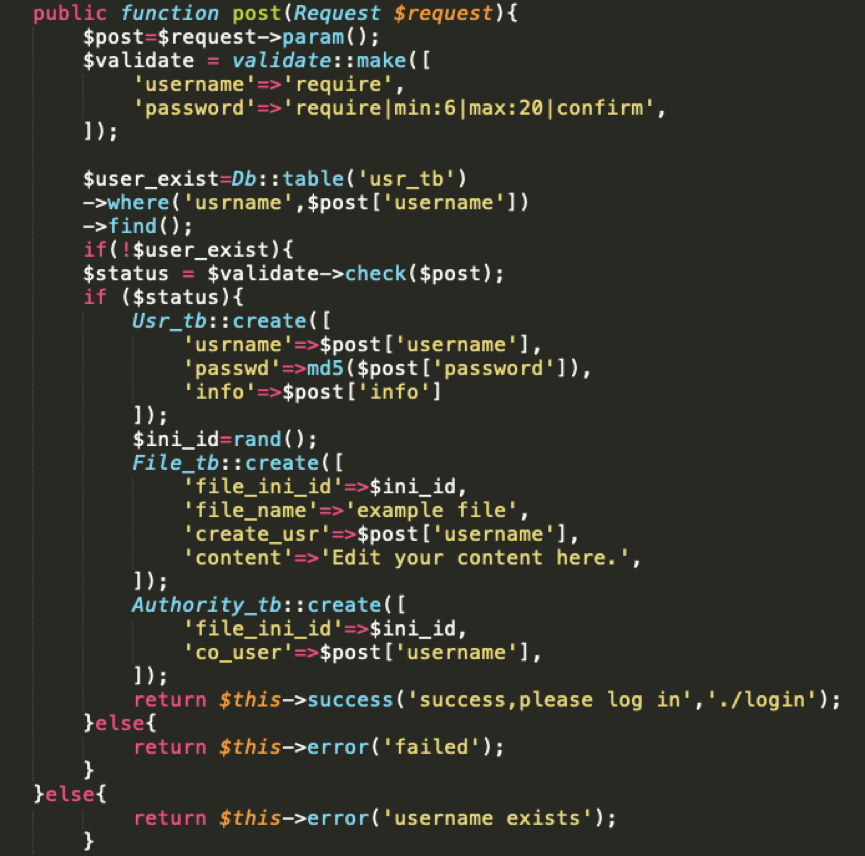 public function post(Request $request){
    $post=$request->param();
    $validate = validate::make([
        'username'=>'require',
        'password'=>'require|min:6|max:20|confirm',
    ]);

    $user_exist=Db::table('usr_tb')
    ->where('usrname',$post['username'])
    ->find();
    if(!$user_exist){
    $status = $validate->check($post);
    if ($status){
        Usr_tb::create([
            'usrname'=>$post['username'],
            'passwd'=>md5($post['password']),
            'info'=>$post['info']
        ]);
        $ini_id=rand();
        File_tb::create([
            'file_ini_id'=>$ini_id,
            'file_name'=>'example file',
            'create_usr'=>$post['username'],
            'content'=>'Edit your content here.',
        ]);
        Authority_tb::create([
            'file_ini_id'=>$ini_id,
            'co_user'=>$post['username'],
        ]);
        return $this->success('success,please log in','./login');
    }else{
        return $this->error('failed');
    }
}else{
        return $this->error('username exists');
    }